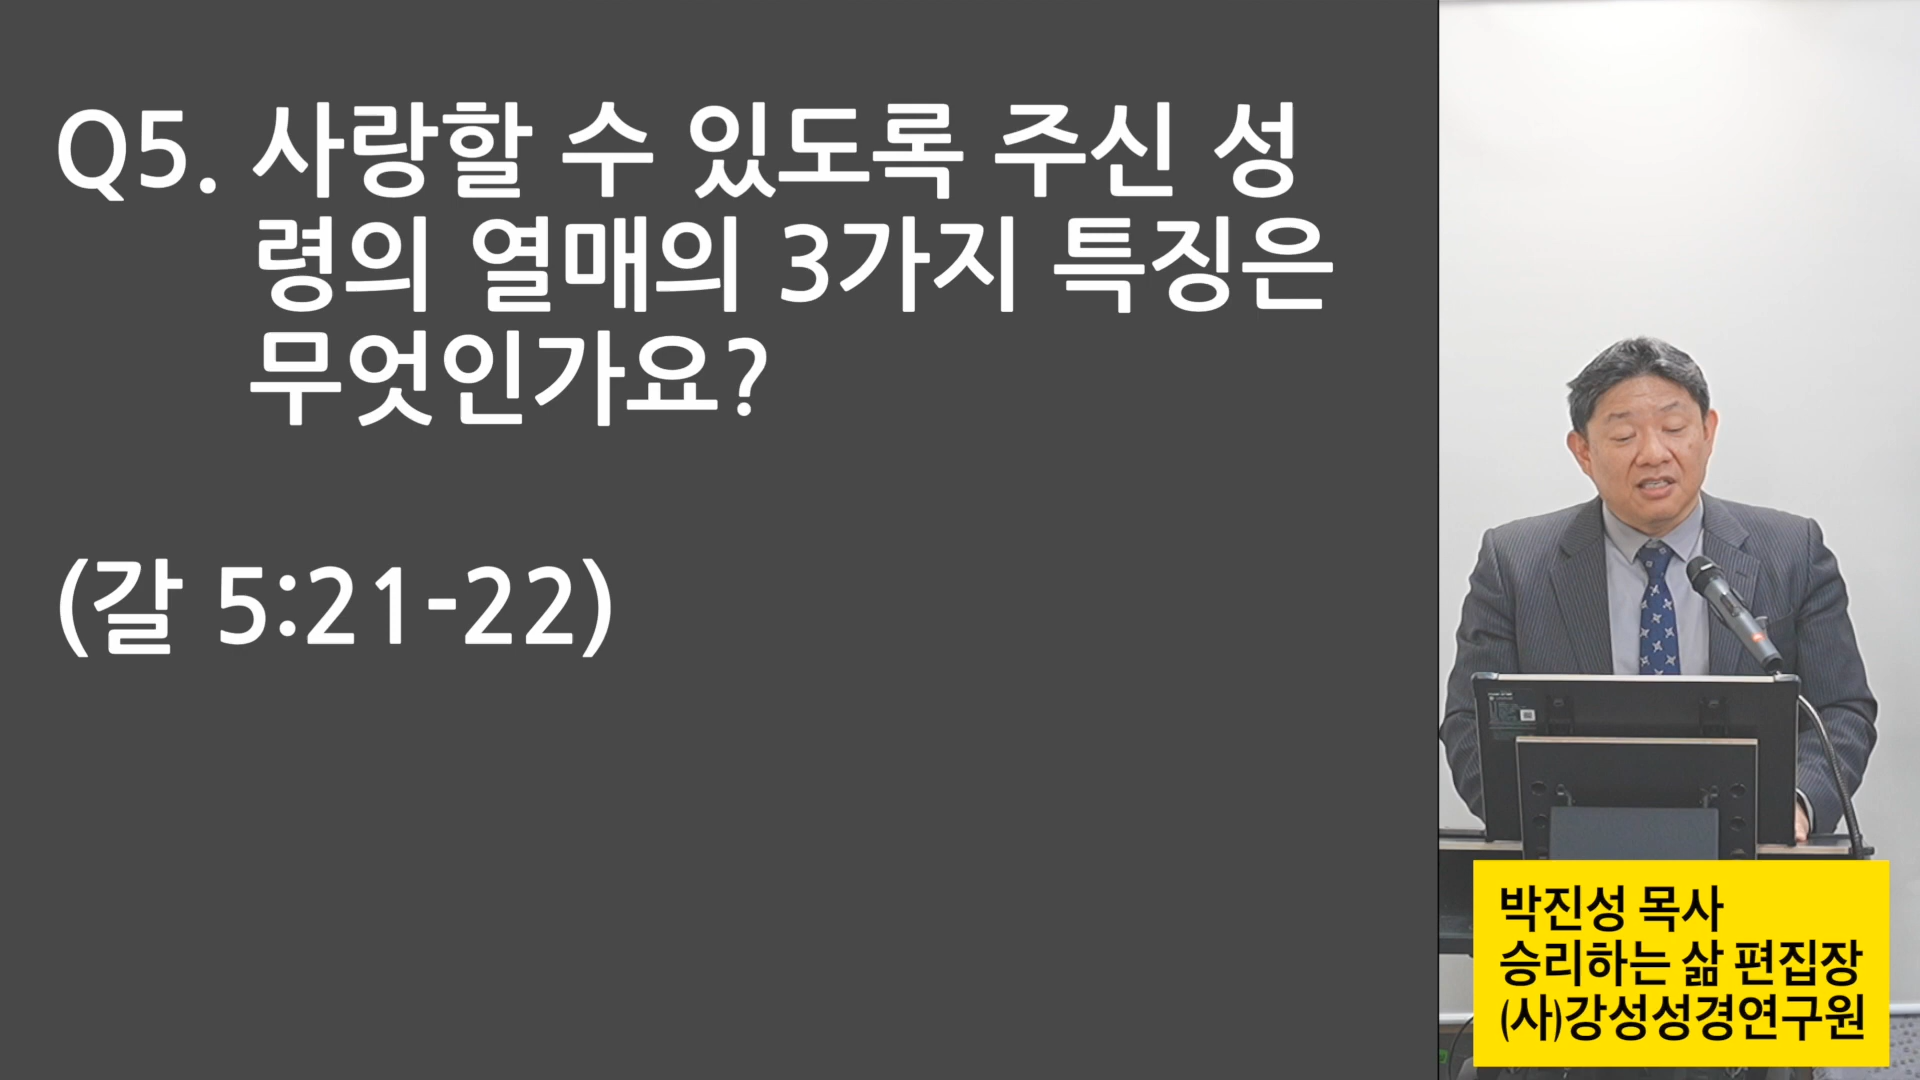 Q5. 사랑할 수 있도록 주신 성
령의 열매의 3가지 특징은
무엇인가요?
(갈 5:21-22)
박진성 목사
승리하는 삶 편집장
(사)강성성경연구원